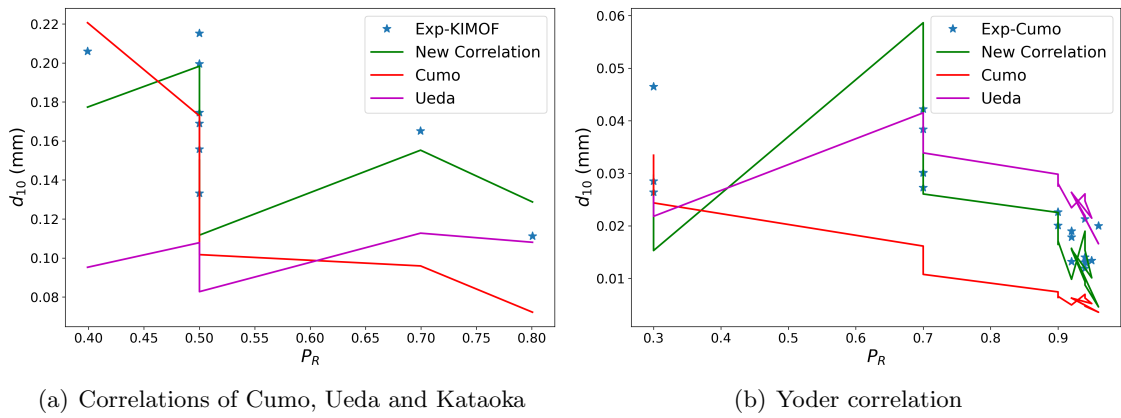 0.22
0.20
0.18
0.16
0.14
0.12
0.10
0.08
d10 (mm)
Exp-KIMOF
New Correlation
Cumo
Ueda
0.40 0.45 0.50 0.55 0.60 0.65 0.70 0.75 0.80
PR
(a) Correlations of Cumo, Ueda and Kataoka
0.06
0.05
0.04
0.03
0.02
0.01
d10 (mm)
Exp-Cumo
New Correlation
Cumo
Ueda
0.3 0.4 0.5 0.6 0.7 0.8 0.9
PR
(b) Yoder correlation